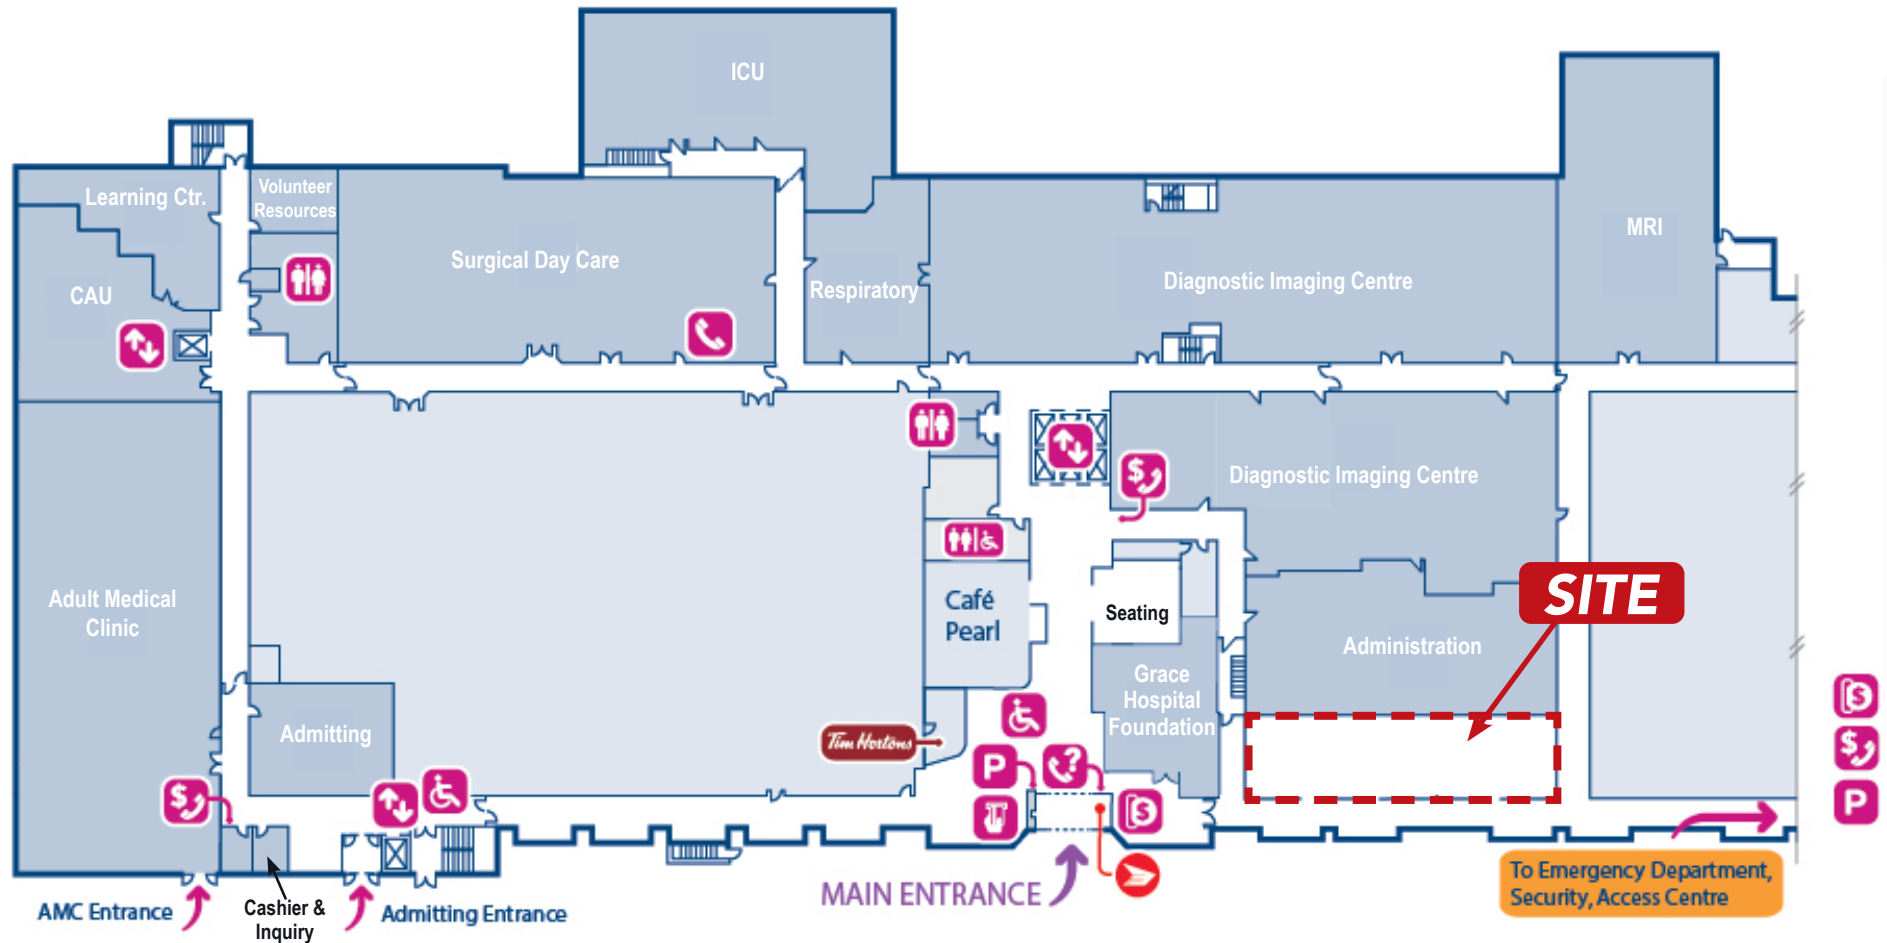 ICU
Learning Ctr.
Volunteer
Resources
MRI
Surgical Day Care
CAU
Respiratory
Diagnostic Imaging Centre
$
Diagnostic Imaging Centre
Café
Pearl
Seating
SITE
Adult Medical
Clinic
Administration
Grace
Hospital
Foundation
Admitting
Tim Hortons
P
?
$
$
$
$
P
MAIN ENTRANCE
To Emergency Department,
Security, Access Centre
AMC Entrance
Cashier &
Inquiry
Admitting Entrance